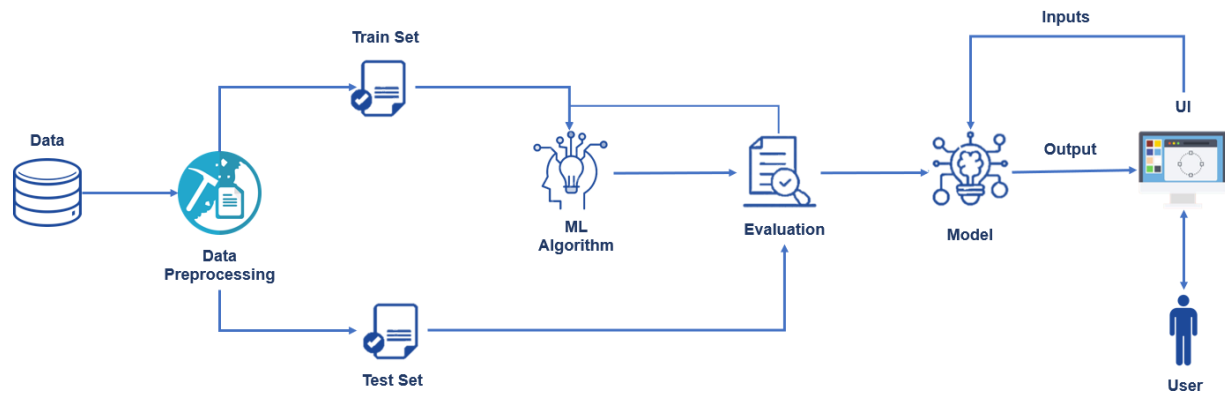 Inputs
Train Set
UI
Data
Output
ML
Algorithm
Evaluation
Model
Data
Preprocessing
Test Set
User